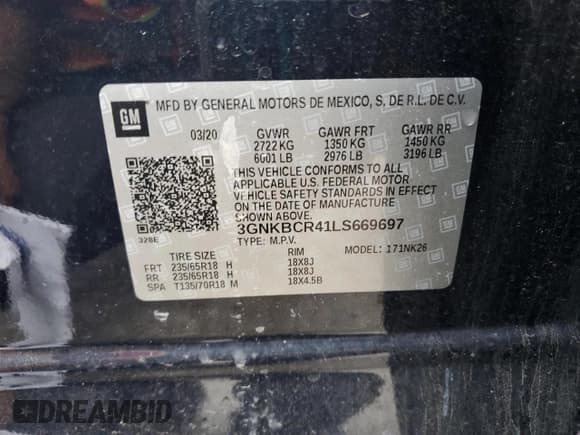 GM
MFD BY GENERAL MOTORS DE MEXICO, S. DE R.L. DE C.V.
03/20 GVWR GAWR FRT GAWR RR
2722 KG 1350 KG 1450 KG
6001 LB 2976 LB 3196 LB
THIS VEHICLE CONFORMS TO ALL
APPLICABLE U.S. FEDERAL MOTOR
VEHICLE SAFETY STANDARDS IN EFFECT
ON THE DATE OF MANUFACTURE
SHOWN ABOVE.
328E 3GNKBCR41LS669697
TYPE: M.P.V. MODEL: 171NK26
TIRE SIZE RIM
FRT 235/65R18 H 18X8J
RR 235/65R18 H 18X8J
SPA T135/70R18 M 18X4.5B
DREAMBID